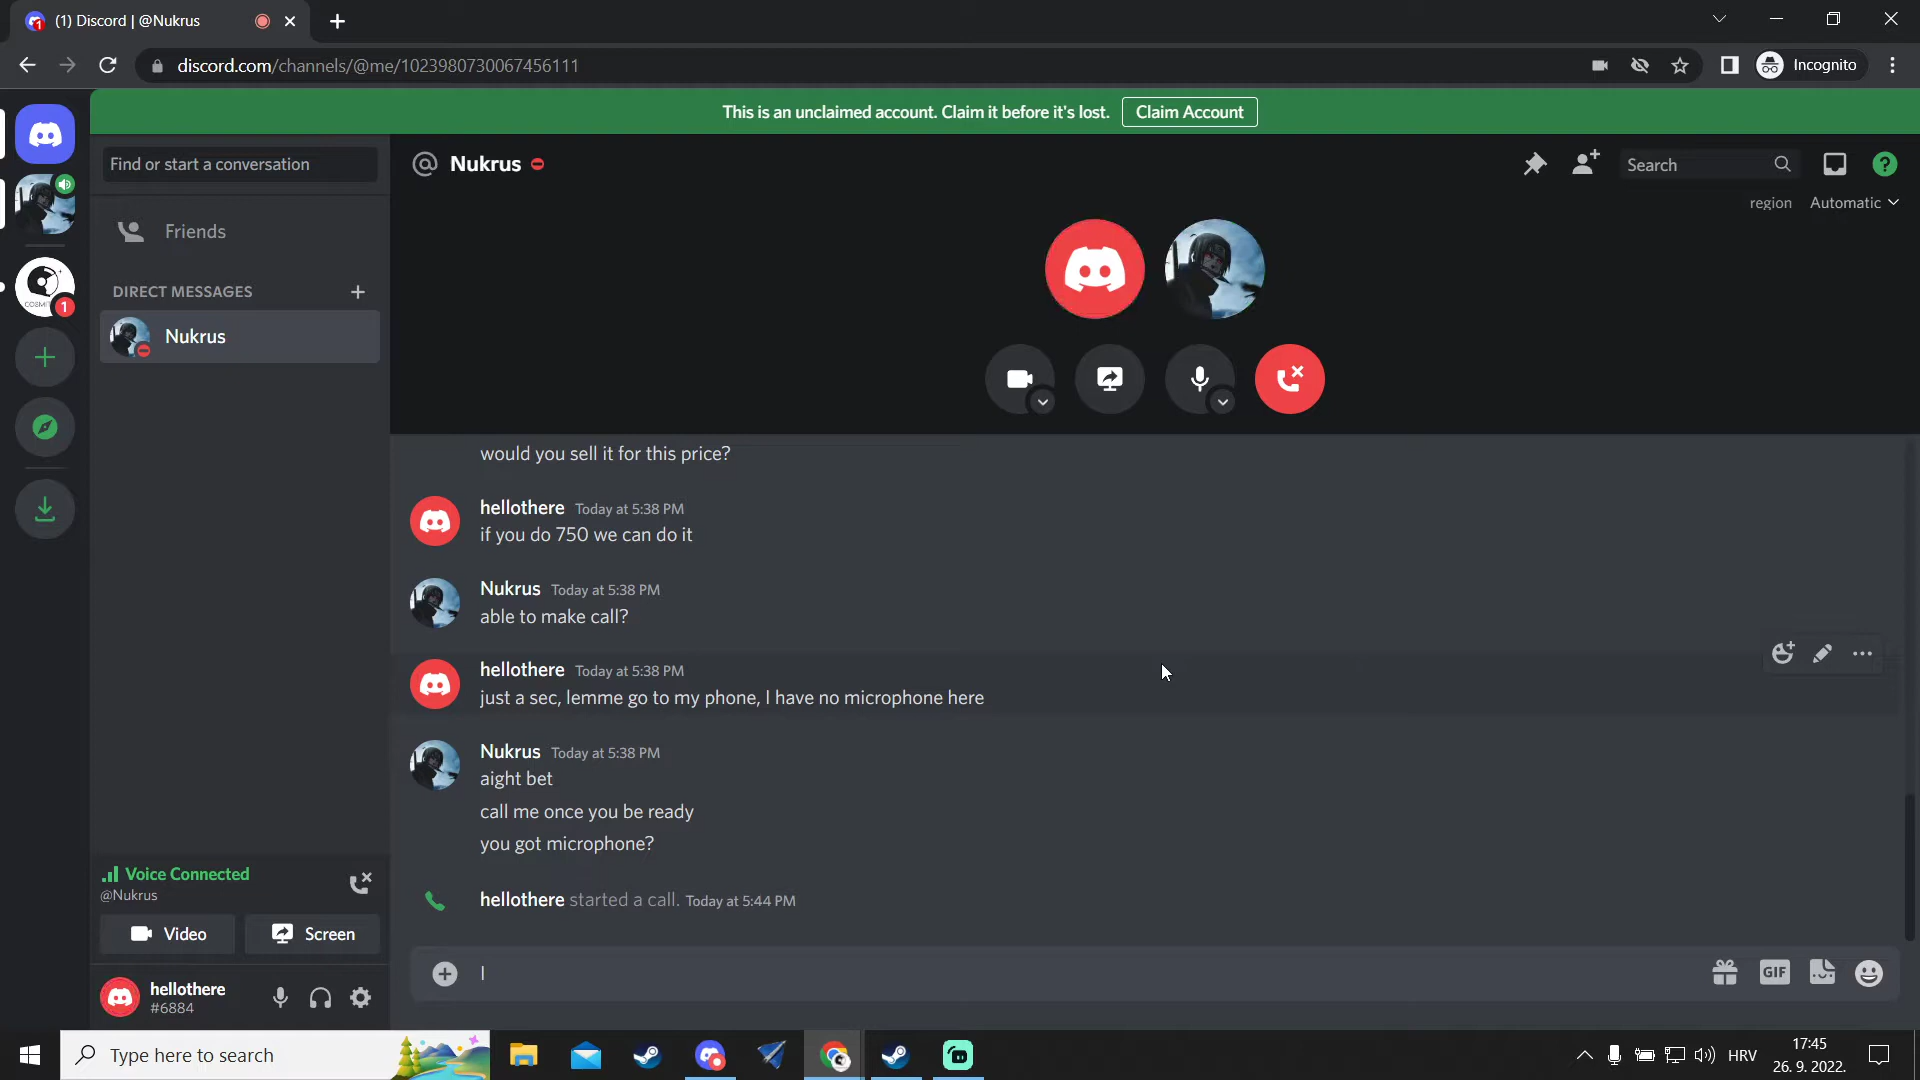 (1) Discord | @Nukrus
discord.com/channels/@me/1023980730067456111
Incognito
This is an unclaimed account. Claim it before it's lost.
Claim Account
Find or start a conversation
Nukrus
Search
region
Automatic
Friends
DIRECT MESSAGES
Nukrus
1
would you sell it for this price?
hellothere Today at 5:38 PM
if you do 750 we can do it
Nukrus Today at 5:38 PM
able to make call?
hellothere Today at 5:38 PM
just a sec, lemme go to my phone, I have no microphone here
Nukrus Today at 5:38 PM
aight bet
call me once you be ready
you got microphone?
hellothere started a call. Today at 5:44 PM
Voice Connected
@Nukrus
Video
Screen
hellothere
#6884
GIF
Type here to search
HRV
17:45
26. 9. 2022.